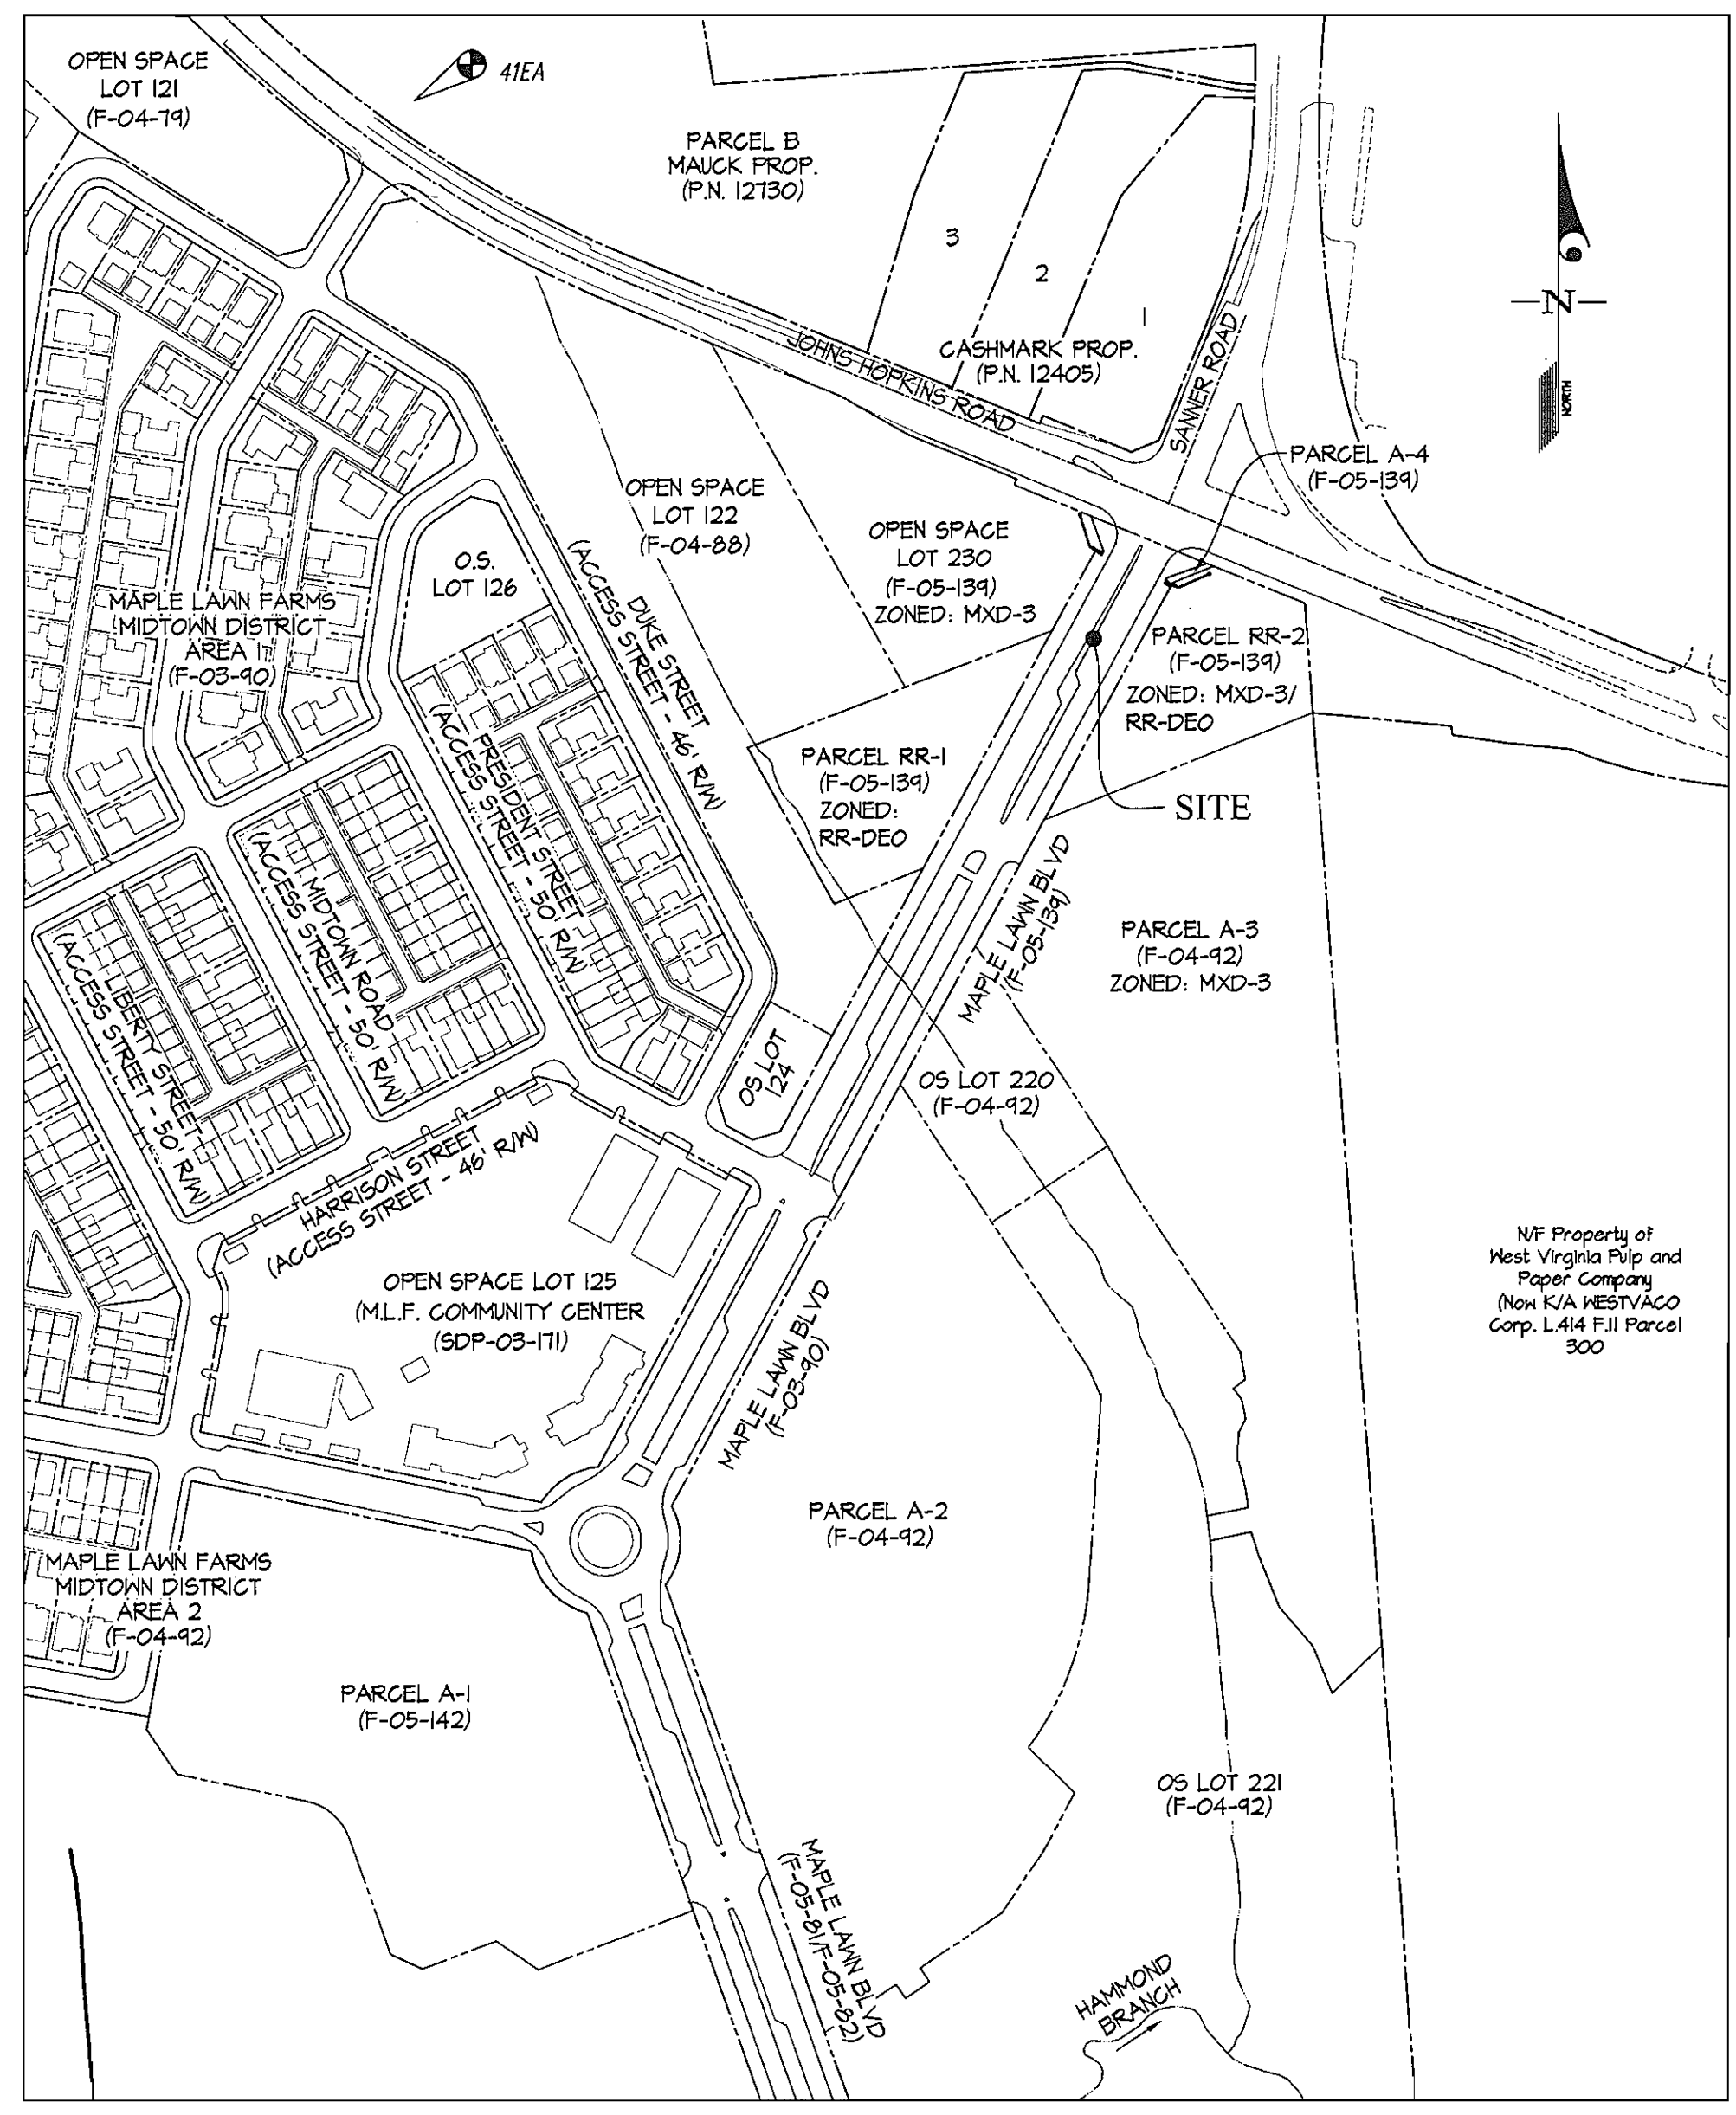 OPEN SPACE
LOT 121
(F-04-79)
41EA
PARCEL B
MAUCK PROP.
(P.N. 12730)
3
2
1
CASHMARK PROP.
(P.N. 12405)
JOHNS HOPKINS ROAD
SANNER ROAD
N
NORTH
PARCEL A-4
(F-05-139)
OPEN SPACE
LOT 122
(F-04-88)
OPEN SPACE
LOT 230
(F-05-139)
ZONED: MXD-3
O.S.
LOT 126
MAPLE LAWN FARMS
MIDTOWN DISTRICT
AREA 1
(F-03-90)
DUKE STREET
(ACCESS STREET - 46' R/W)
PARCEL RR-2
(F-05-139)
ZONED: MXD-3/
RR-DEO
PRESIDENT STREET
(ACCESS STREET - 50' R/W)
PARCEL RR-1
(F-05-139)
ZONED:
RR-DEO
SITE
MIDTOWN ROAD
(ACCESS STREET - 50' R/W)
LIBERTY STREET
(ACCESS STREET - 50' R/W)
MAPLE LAWN BLVD
(F-05-139)
PARCEL A-3
(F-04-92)
ZONED: MXD-3
OS LOT
124
OS LOT 220
(F-04-92)
HARRISON STREET
(ACCESS STREET - 46' R/W)
OPEN SPACE LOT 125
(M.L.F. COMMUNITY CENTER
(SDP-03-171)
MAPLE LAWN BLVD
(F-03-90)
N/F Property of
West Virginia Pulp and
Paper Company
(Now K/A WESTVACO
Corp. L.414 F.11 Parcel
300
PARCEL A-2
(F-04-92)
MAPLE LAWN FARMS
MIDTOWN DISTRICT
AREA 2
(F-04-92)
PARCEL A-1
(F-05-142)
OS LOT 221
(F-04-92)
MAPLE LAWN BLVD
(F-05-81/F-05-82)
HAMMOND
BRANCH